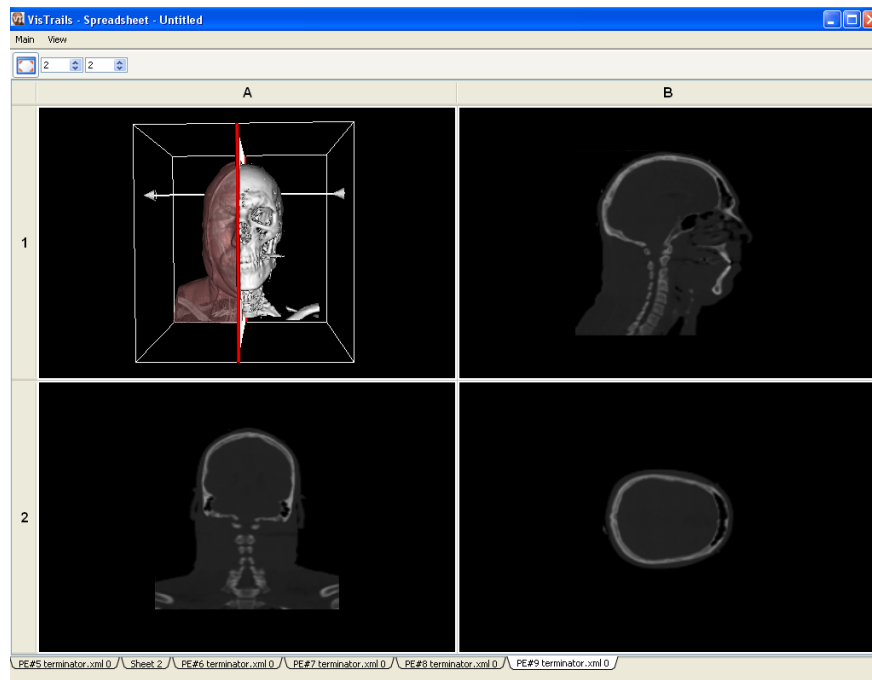 VisTrails - Spreadsheet - Untitled
Main View
2 2
A B
1
2
PE#5 terminator.xml 0 Sheet 2 PE#6 terminator.xml 0 PE#7 terminator.xml 0 PE#8 terminator.xml 0 PE#9 terminator.xml 0